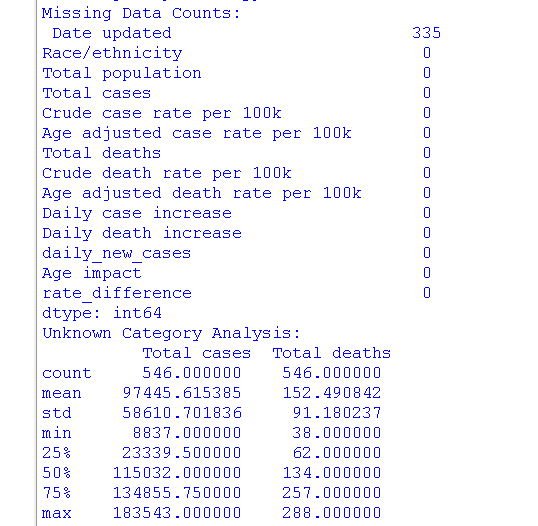 Missing Data Counts:
 Date updated                        335
Race/ethnicity                        0
Total population                      0
Total cases                           0
Crude case rate per 100k              0
Age adjusted case rate per 100k       0
Total deaths                          0
Crude death rate per 100k             0
Age adjusted death rate per 100k      0
Daily case increase                   0
Daily death increase                  0
daily_new_cases                       0
Age impact                            0
rate_difference                       0
dtype: int64
Unknown Category Analysis:
          Total cases  Total deaths
count      546.000000    546.000000
mean     97445.615385    152.490842
std      58610.701836     91.180237
min       8837.000000     38.000000
25%      23339.500000     62.000000
50%     115032.000000    134.000000
75%     134855.750000    257.000000
max     183543.000000    288.000000